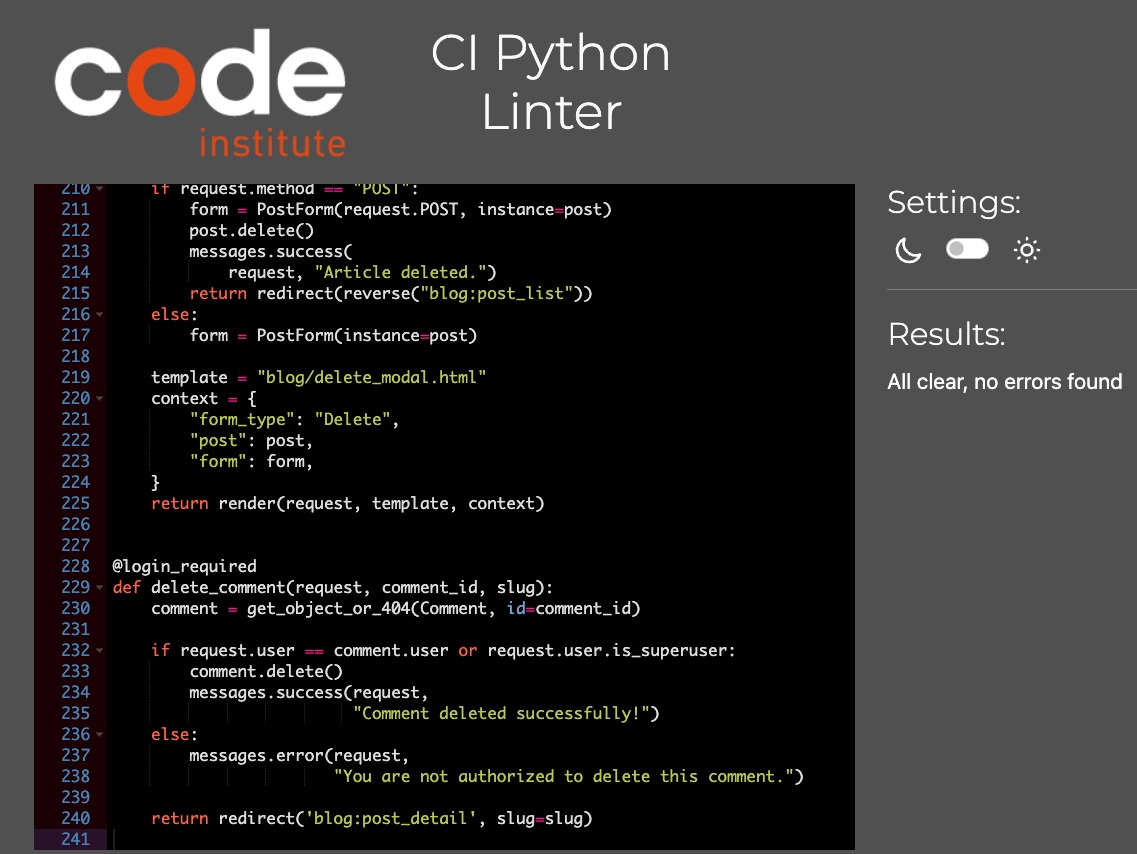 code
institute
CI Python
Linter
210 if request.method == "POST":
211 form = PostForm(request.POST, instance=post)
212 post.delete()
213 messages.success(
214 request, "Article deleted.")
215 return redirect(reverse("blog:post_list"))
216 else:
217 form = PostForm(instance=post)
218
219 template = "blog/delete_modal.html"
220 context = {
221 "form_type": "Delete",
222 "post": post,
223 "form": form,
224 }
225 return render(request, template, context)
226
227
228 @login_required
229 def delete_comment(request, comment_id, slug):
230 comment = get_object_or_404(Comment, id=comment_id)
231
232 if request.user == comment.user or request.user.is_superuser:
233 comment.delete()
234 messages.success(request,
235 "Comment deleted successfully!")
236 else:
237 messages.error(request,
238 "You are not authorized to delete this comment.")
239
240 return redirect('blog:post_detail', slug=slug)
241
Settings:
Results:
All clear, no errors found